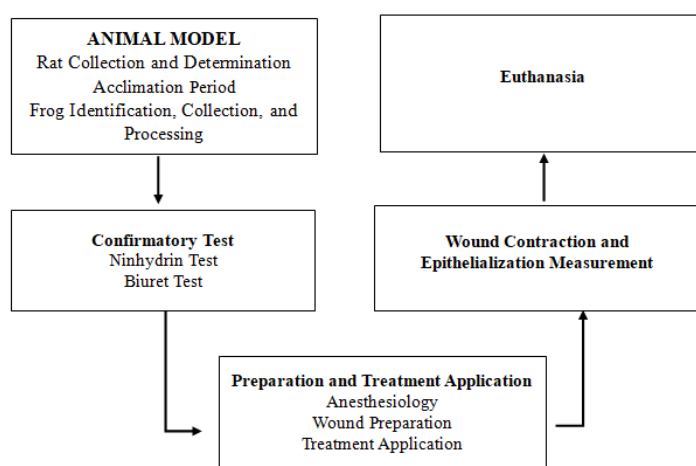 ANIMAL MODEL
Rat Collection and Determination
Acclimation Period
Frog Identification, Collection, and
Processing
Confirmatory Test
Ninhydrin Test
Biuret Test
Preparation and Treatment Application
Anesthesiology
Wound Preparation
Treatment Application
Wound Contraction and
Epithelialization Measurement
Euthanasia